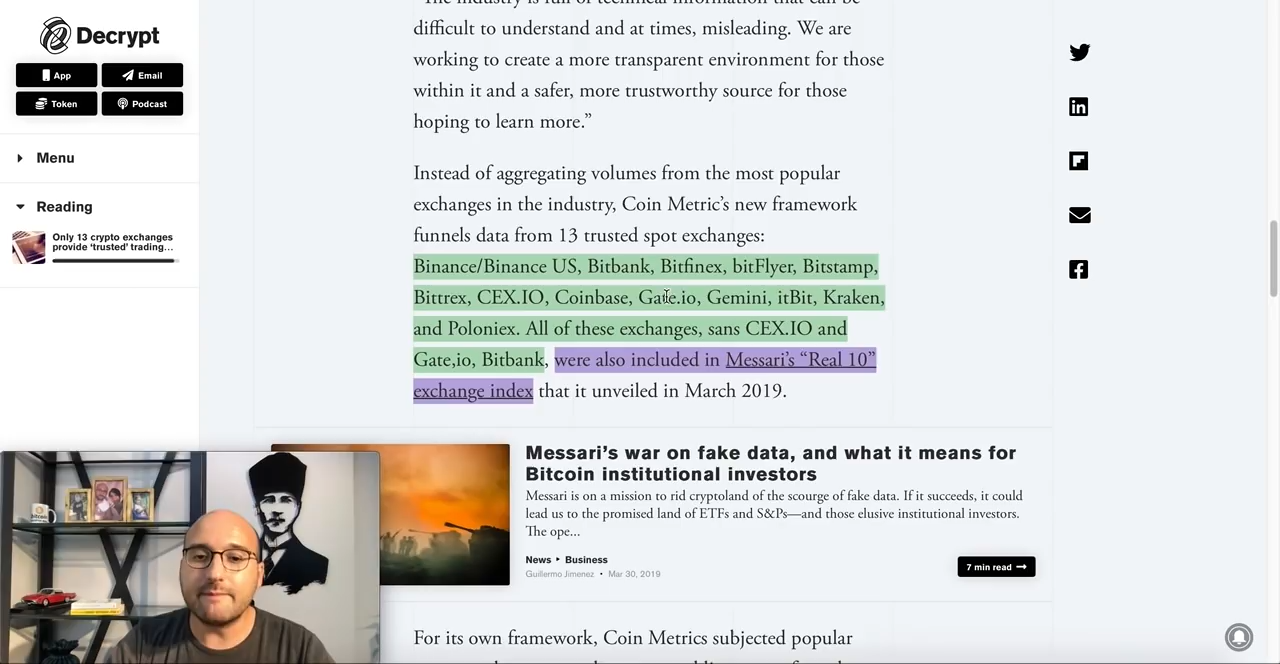 Decrypt
App
Email
Token
Podcast
Menu
Reading
Only 13 crypto exchanges
provide ‘trusted’ trading...
difficult to understand and at times, misleading. We are
working to create a more transparent environment for those
within it and a safer, more trustworthy source for those
hoping to learn more.”
Instead of aggregating volumes from the most popular
exchanges in the industry, Coin Metric’s new framework
funnels data from 13 trusted spot exchanges:
Binance/Binance US, Bitbank, Bitfinex, bitFlyer, Bitstamp,
Bittrex, CEX.IO, Coinbase, Gate.io, Gemini, itBit, Kraken,
and Poloniex. All of these exchanges, sans CEX.IO and
Gate,io, Bitbank, were also included in Messari’s “Real 10”
exchange index that it unveiled in March 2019.
Messari’s war on fake data, and what it means for
Bitcoin institutional investors
Messari is on a mission to rid cryptoland of the scourge of fake data. If it succeeds, it could
lead us to the promised land of ETFs and S&Ps—and those elusive institutional investors.
The ope...
News ‣ Business
Guillermo Jimenez • Mar 30, 2019
7 min read →
For its own framework, Coin Metrics subjected popular